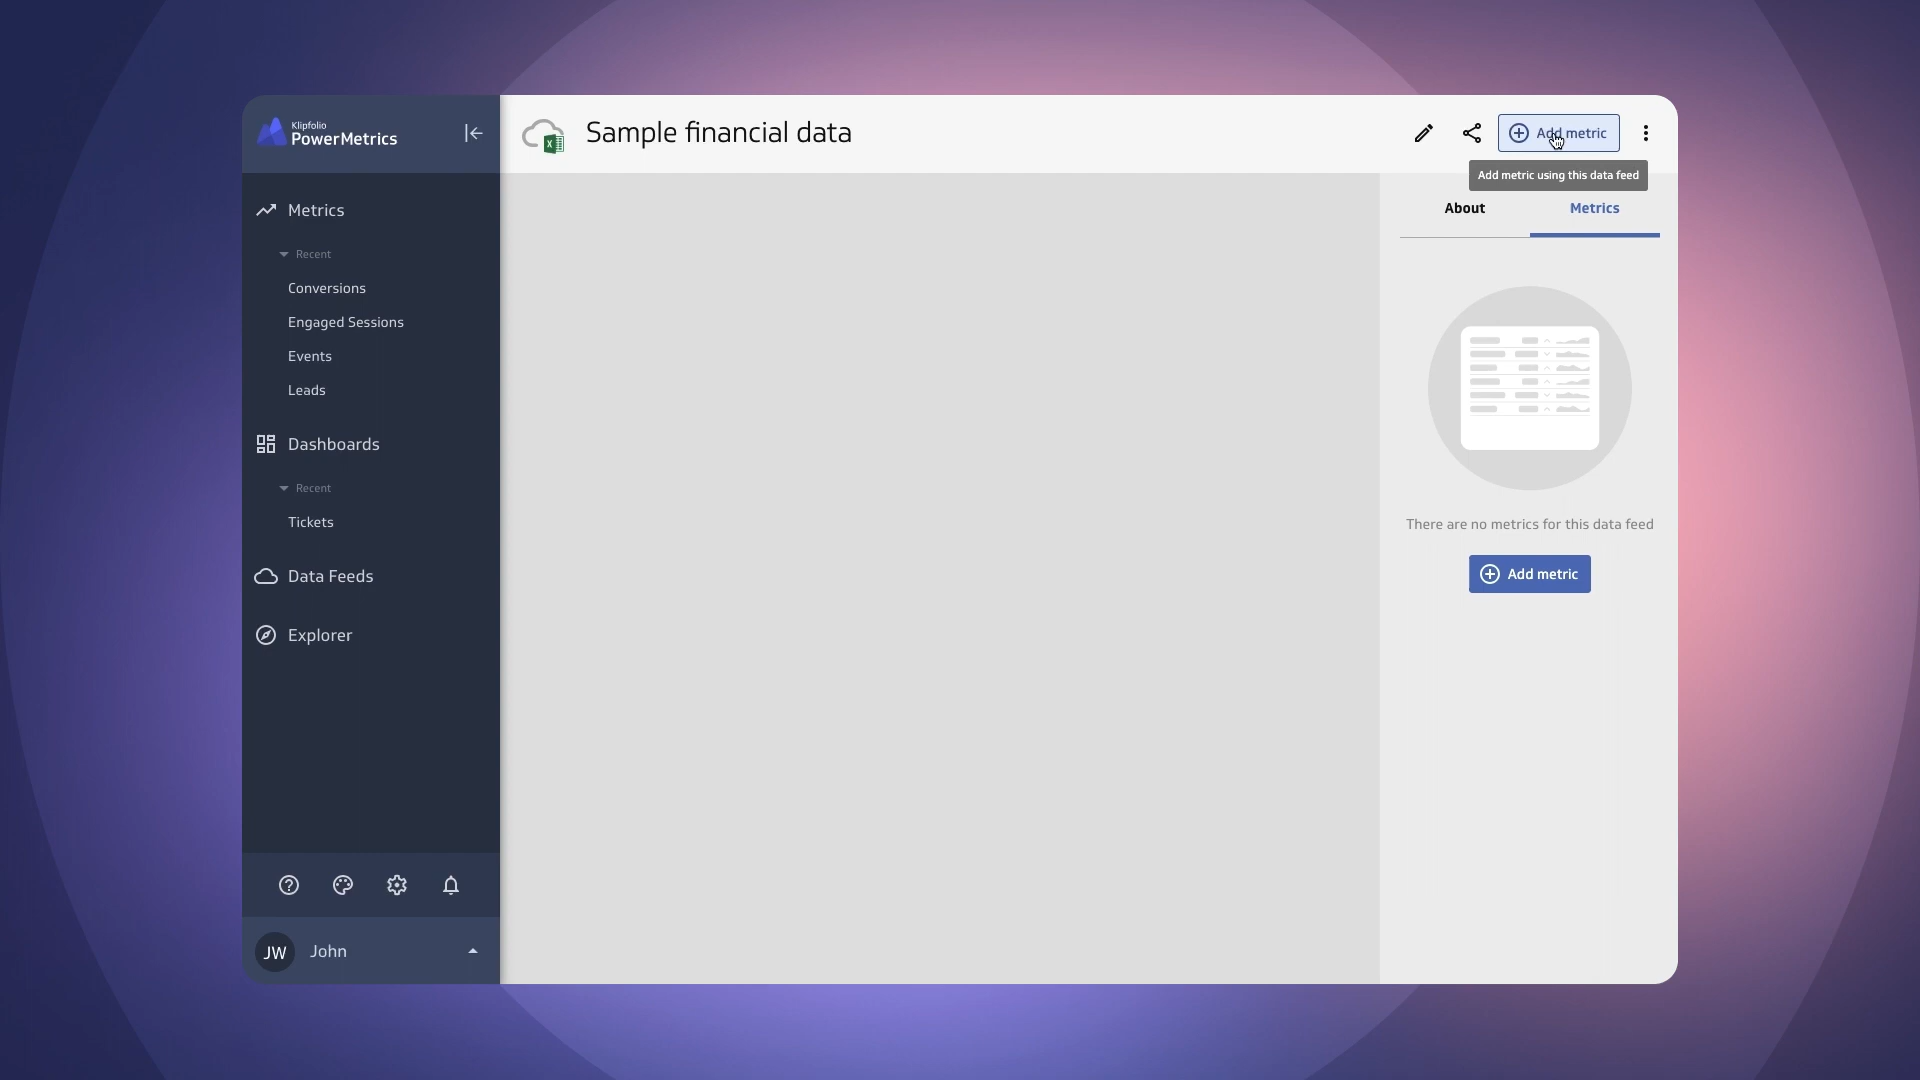 Klipfolio
PowerMetrics
Metrics
Recent
Conversions
Engaged Sessions
Events
Leads
Dashboards
Recent
Tickets
Data Feeds
Explorer
JW John
Sample financial data
Add metric
Add metric using this data feed
About Metrics
There are no metrics for this data feed
Add metric